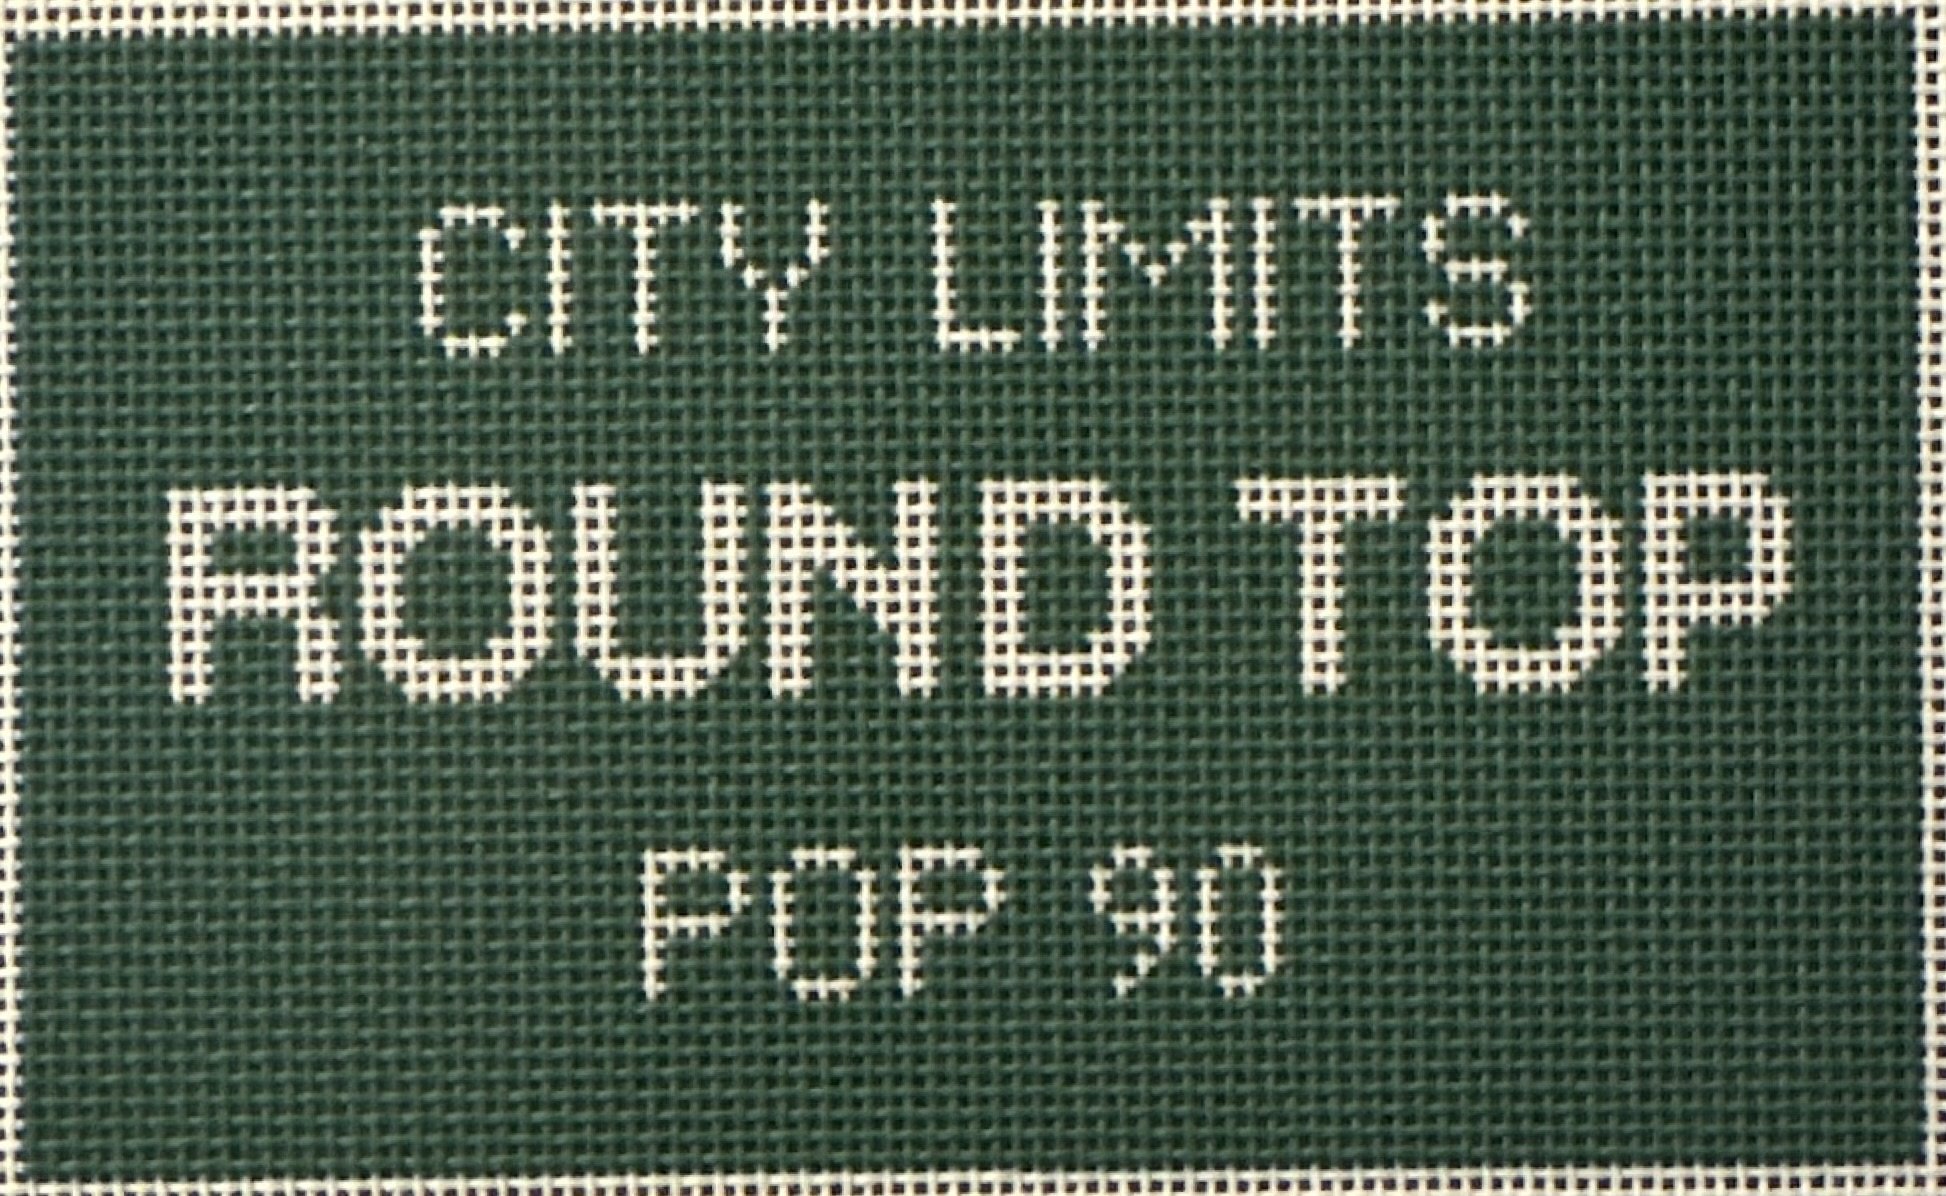 CITY LIMITS
ROUND TOP
POP 90